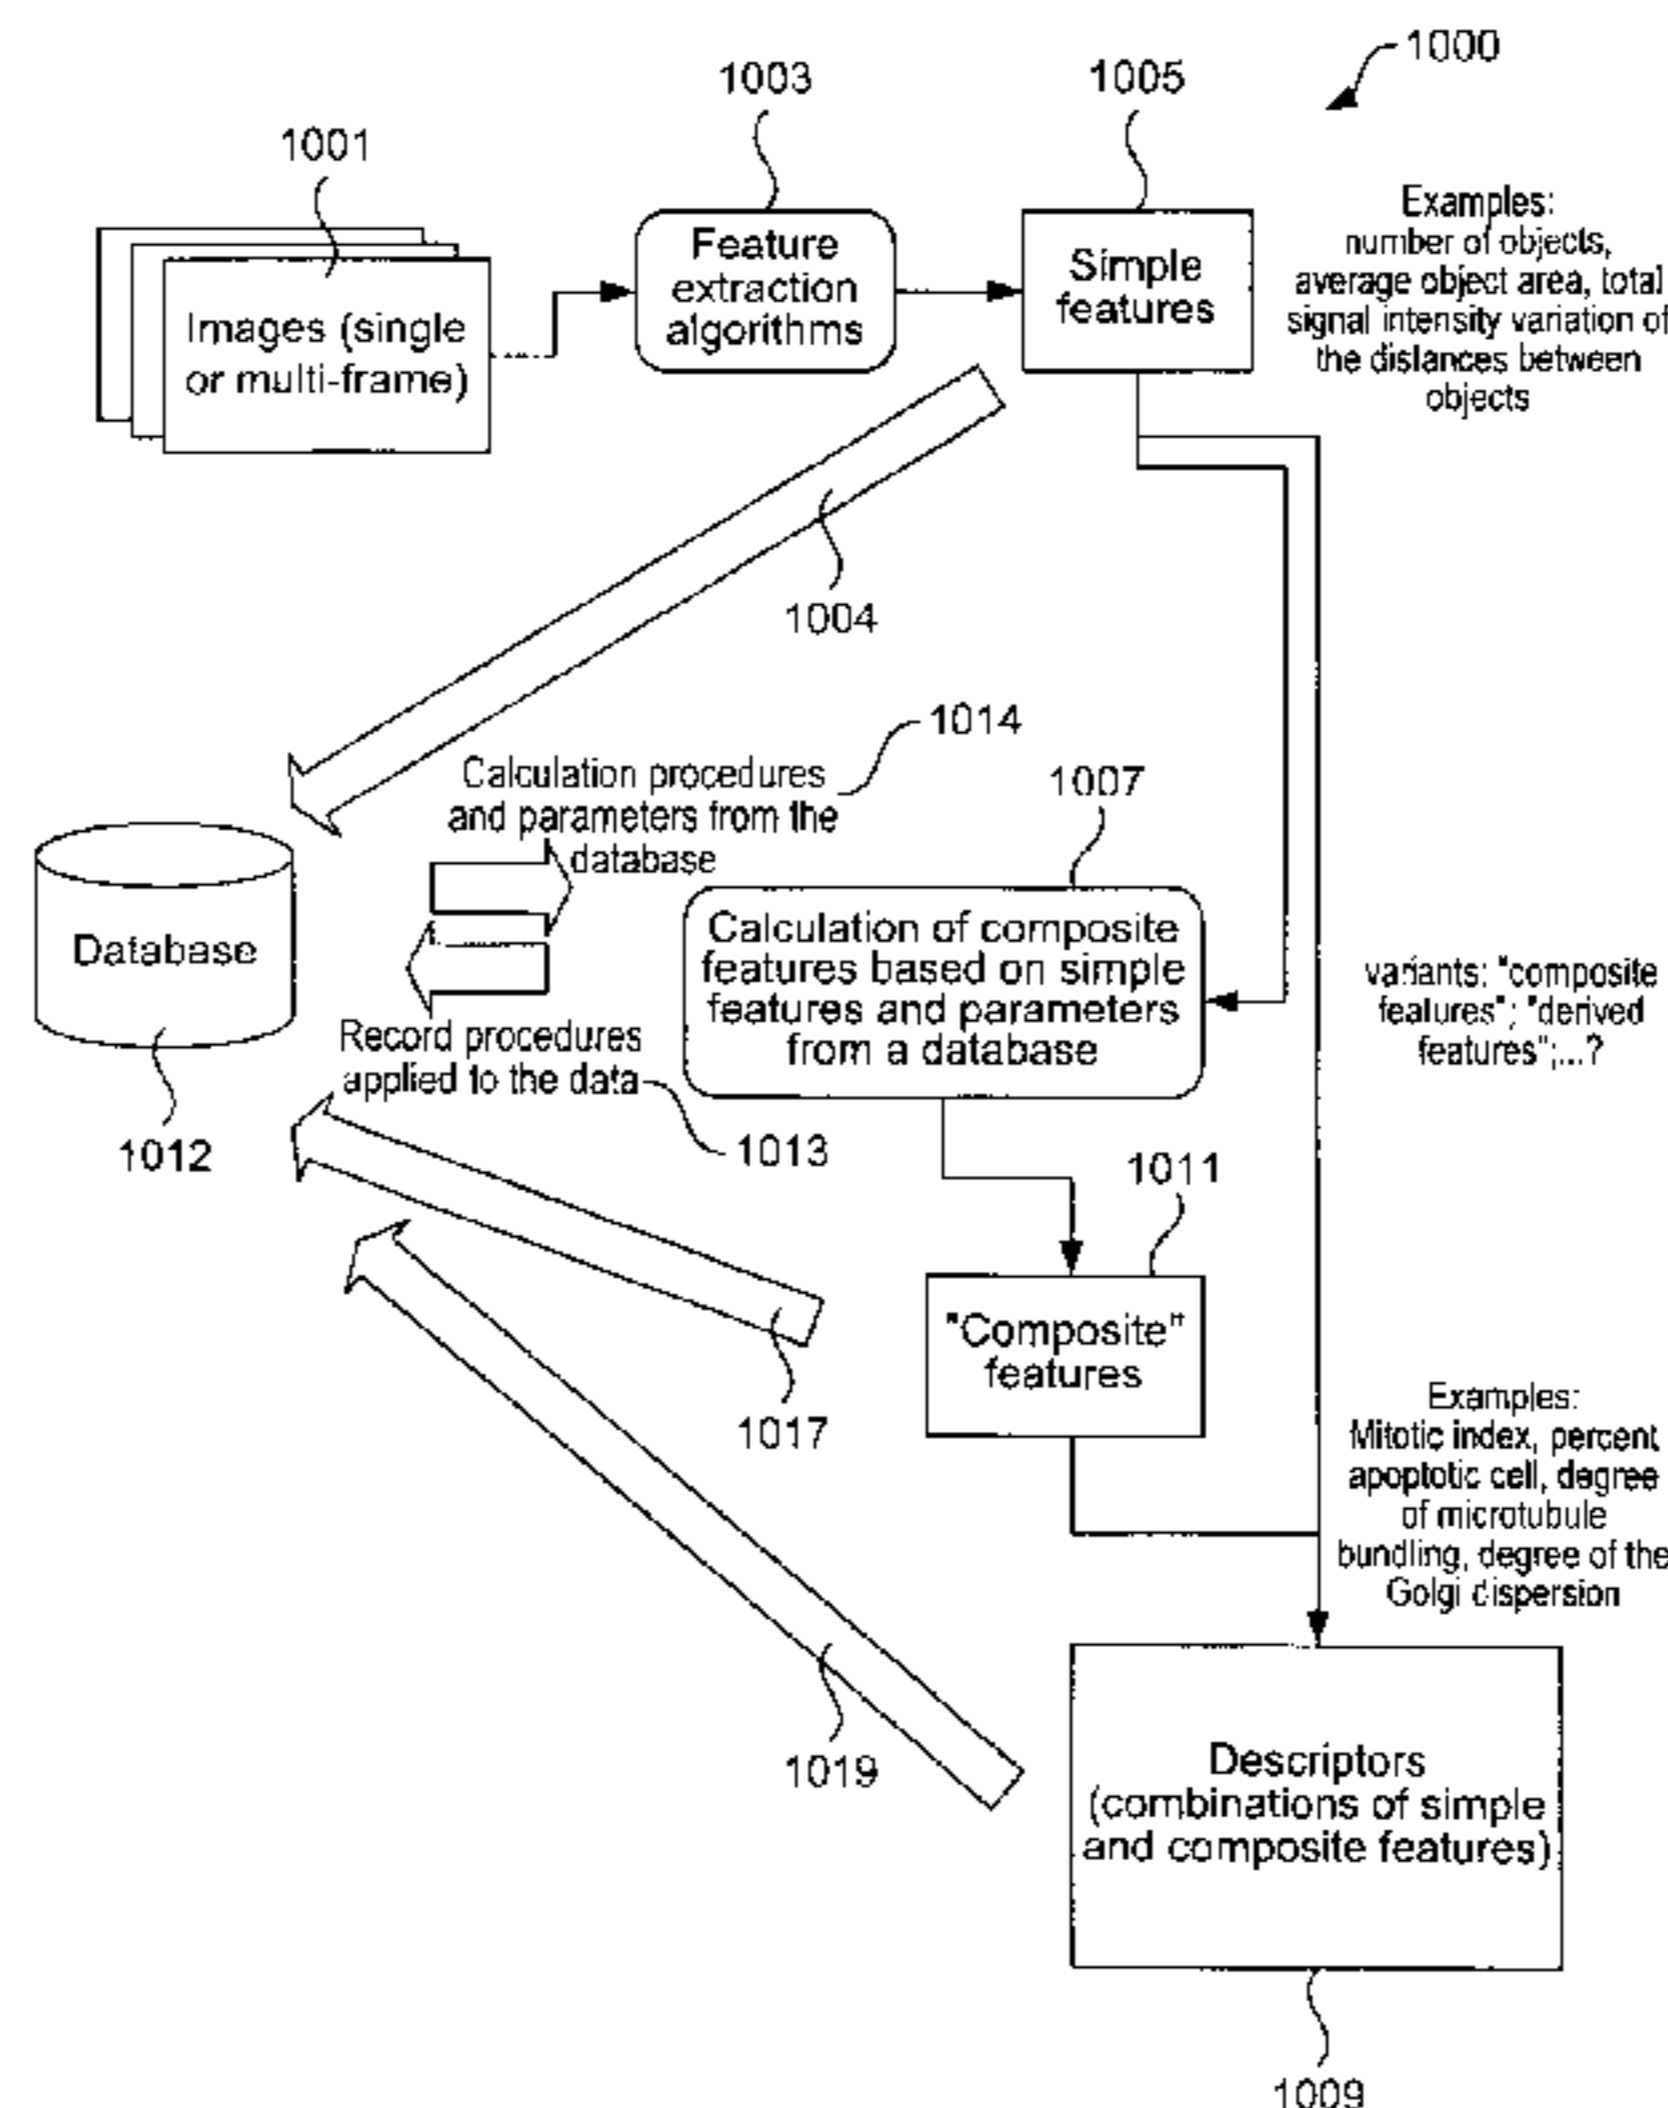 1000
1003
1005
1001
Feature
extraction
algorithms
Simple
features
Examples:
number of objects,
average object area, total
signal intensity variation of
the dislances between
objects
Images (single
or multi-frame)
1004
1014
Calculation procedures
and parameters from the
database
1007
Database
Calculation of composite
features based on simple
features and parameters
from a database
variants: "composite
features"; "derived
features";...?
Record procedures
applied to the data
1012
1013
1011
"Composite"
features
1017
Examples:
Mitotic index, percent
apoptotic cell, degree
of microtubule
bundling, degree of the
Golgi dispersion
1019
Descriptors
(combinations of simple
and composite features)
1009